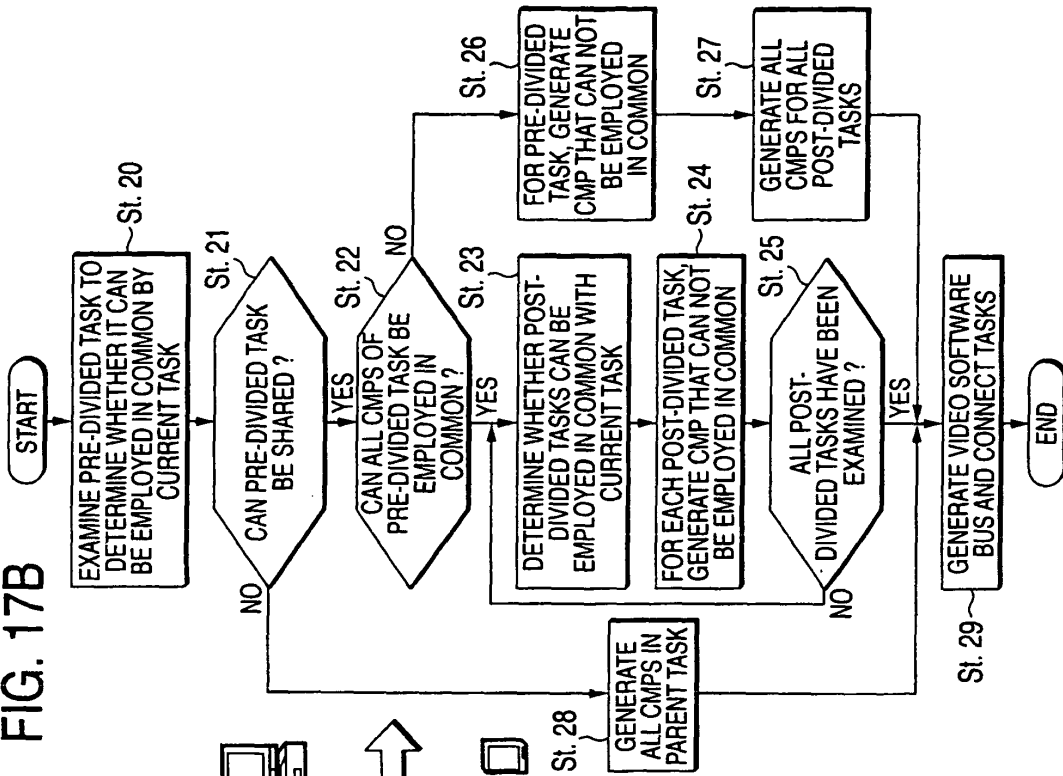 FIG. 17B
START
EXAMINE PRE-DIVIDED TASK TO
DETERMINE WHETHER IT CAN
BE EMPLOYED IN COMMON BY
CURRENT TASK
St. 20
St. 21
CAN PRE-DIVIDED TASK
BE SHARED ?
NO
YES
St. 22
CAN ALL CMPS OF
PRE-DIVIDED TASK BE
EMPLOYED IN
COMMON ?
NO
YES
St. 23
DETERMINE WHETHER POST-
DIVIDED TASKS CAN BE
EMPLOYED IN COMMON WITH
CURRENT TASK
St. 24
FOR EACH POST-DIVIDED TASK,
GENERATE CMP THAT CAN NOT
BE EMPLOYED IN COMMON
St. 25
ALL POST-
DIVIDED TASKS HAVE BEEN
EXAMINED ?
NO
YES
St. 26
FOR PRE-DIVIDED
TASK, GENERATE
CMP THAT CAN NOT
BE EMPLOYED
IN COMMON
St. 27
GENERATE ALL
CMPS FOR ALL
POST-DIVIDED
TASKS
St. 28
GENERATE
ALL CMPS IN
PARENT TASK
St. 29
GENERATE VIDEO SOFTWARE
BUS AND CONNECT TASKS
END